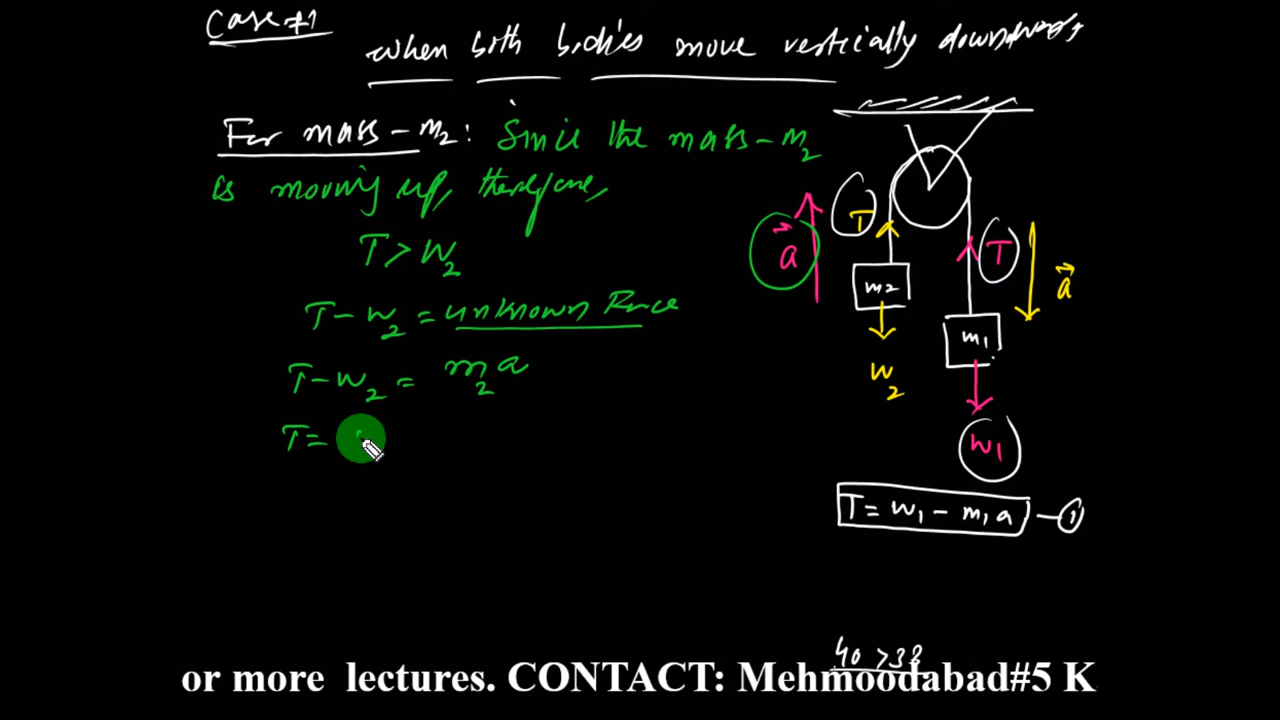 Case #1
when both bodies move vertically downwards
For mass-m2: Since the mass-m2
is moving up, therefore,
T > W2
T - W2 = unknown Force
T - W2 = m2a
T =
a
T
m2
W2
T
a
m1
W1
T = W1 - m1a — 1
40 > 38
or more lectures. CONTACT: Mehmoodabad#5 K